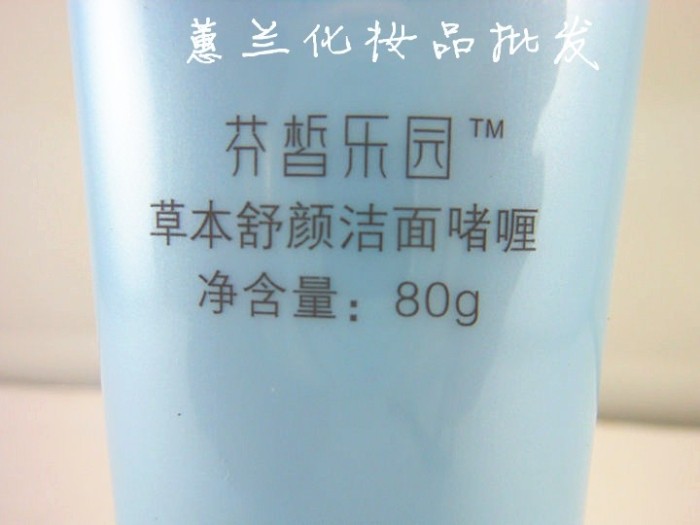 蕙兰化妆品批发
芬皙乐园™
草本舒颜洁面啫喱
净含量：80g